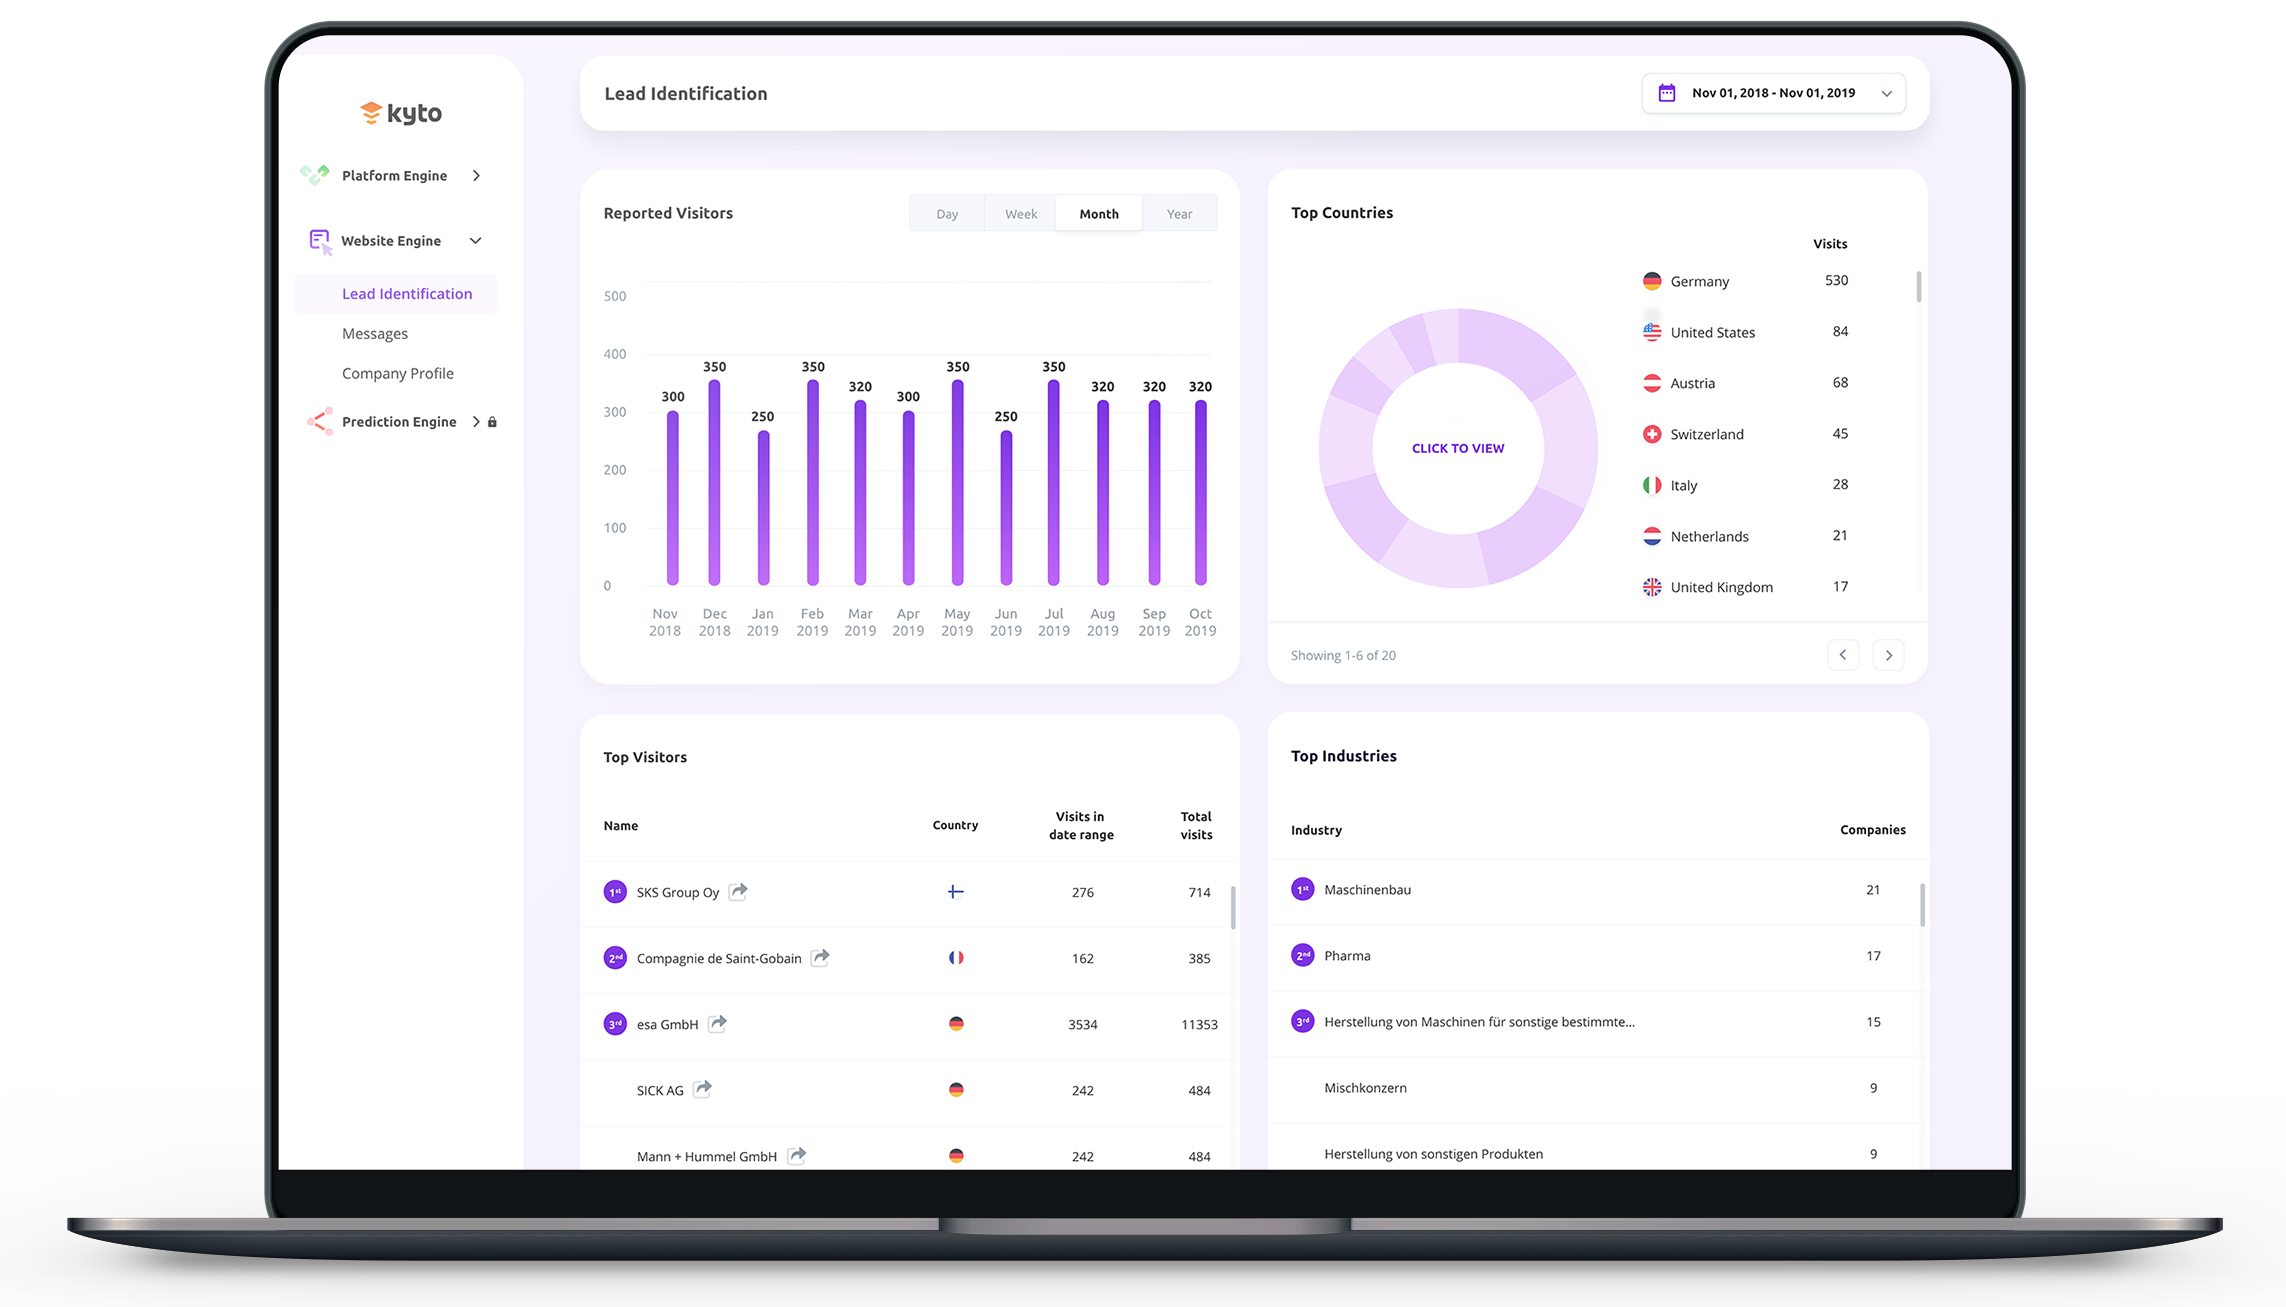 kyto
Platform Engine
Website Engine
Lead Identification
Messages
Company Profile
Prediction Engine
Lead Identification
Nov 01, 2018 - Nov 01, 2019
Reported Visitors
Day Week Month Year
500
400
300
200
100
0
300 350 250 350 320 300 350 250 350 320 320 320
Nov Dec Jan Feb Mar Apr May Jun Jul Aug Sep Oct
2018 2018 2019 2019 2019 2019 2019 2019 2019 2019 2019 2019
Top Countries
Visits
CLICK TO VIEW
Germany 530
United States 84
Austria 68
Switzerland 45
Italy 28
Netherlands 21
United Kingdom 17
Showing 1-6 of 20
Top Visitors
Name Country Visits in date range Total visits
1st SKS Group Oy 276 714
2nd Compagnie de Saint-Gobain 162 385
3rd esa GmbH 3534 11353
SICK AG 242 484
Mann + Hummel GmbH 242 484
Top Industries
Industry Companies
1st Maschinenbau 21
2nd Pharma 17
3rd Herstellung von Maschinen für sonstige bestimmte... 15
Mischkonzern 9
Herstellung von sonstigen Produkten 9